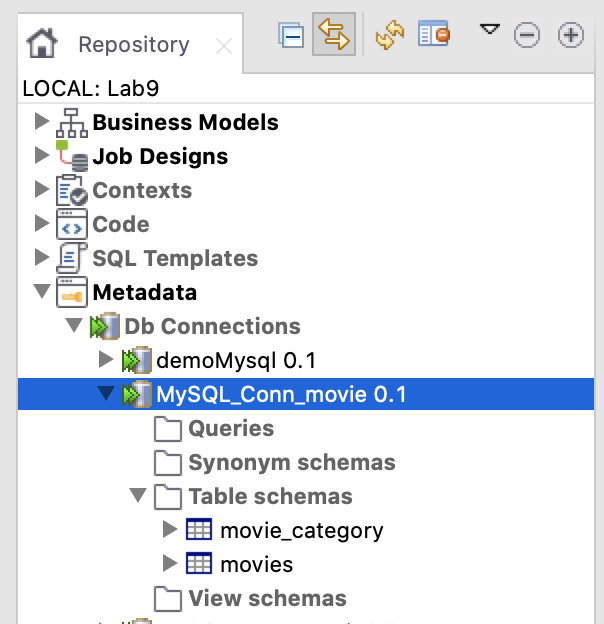 Repository
LOCAL: Lab9
Business Models
Job Designs
Contexts
Code
SQL Templates
Metadata
Db Connections
demoMysql 0.1
MySQL_Conn_movie 0.1
Queries
Synonym schemas
Table schemas
movie_category
movies
View schemas